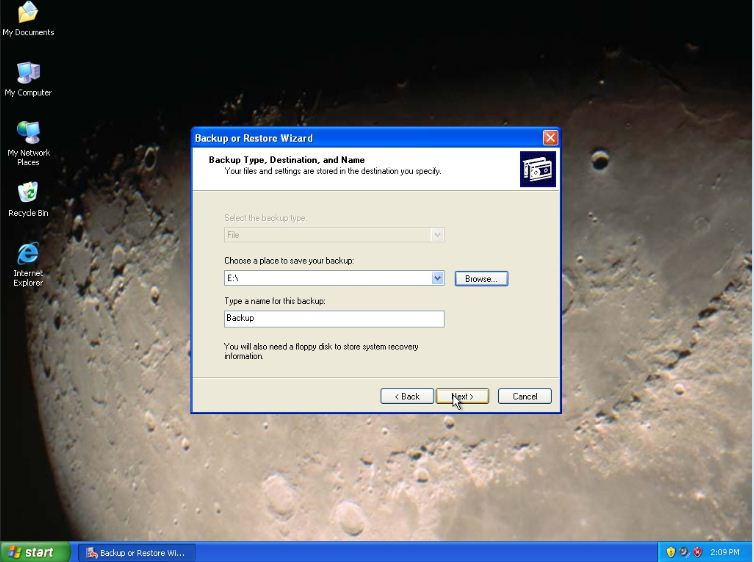 My Documents
My Computer
My Network
Places
Recycle Bin
Internet
Explorer
Backup or Restore Wizard
Backup Type, Destination, and Name
Your files and settings are stored in the destination you specify.
Select the backup type:
File
Choose a place to save your backup:
E:\
Browse...
Type a name for this backup:
Backup
You will also need a floppy disk to store system recovery
information.
< Back
Next >
Cancel
start
Backup or Restore Wi...
2:09 PM